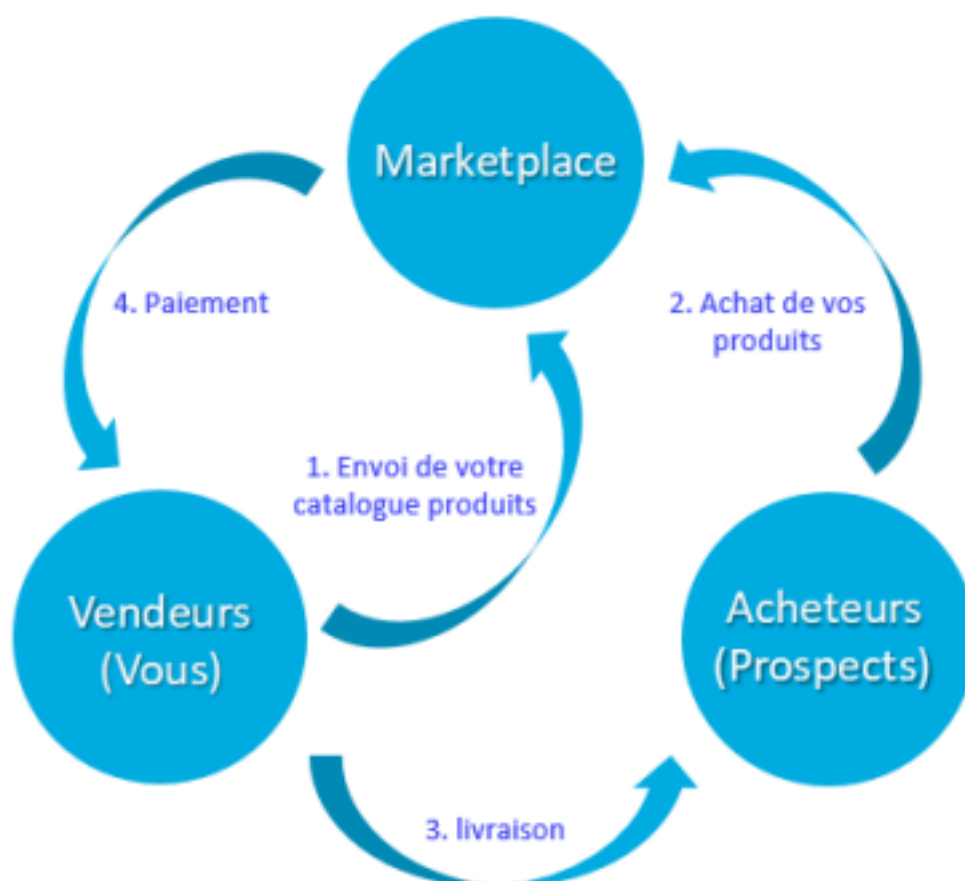 Marketplace
4. Paiement
2. Achat de vos
produits
1. Envoi de votre
catalogue produits
Vendeurs
(Vous)
Acheteurs
(Prospects)
3. livraison